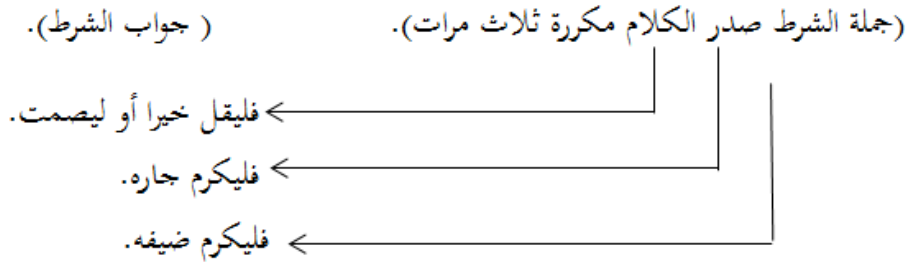 (جملة الشرط صدر الكلام مكررة ثلاث مرات). ( جواب الشرط).
فليقل خيرا أو ليصمت.
فليكرم جاره.
فليكرم ضيفه.